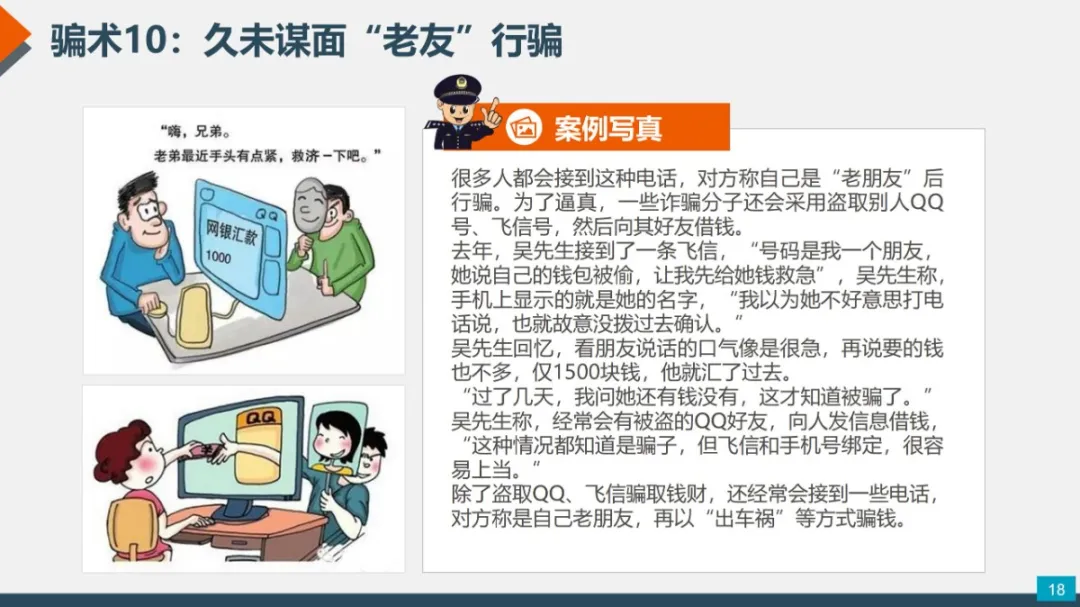 骗术10：久未谋面“老友”行骗
“嗨，兄弟。
老弟最近手头有点紧，救济一下吧。”
QQ
网银汇款
1000
QQ
案例写真
很多人都会接到这种电话，对方称自己是“老朋友”后
行骗。为了逼真，一些诈骗分子还会采用盗取别人QQ
号、飞信号，然后向其好友借钱。
去年，吴先生接到了一条飞信，“号码是我一个朋友，
她说自己的钱包被偷，让我先给她钱救急”，吴先生称，
手机上显示的就是她的名字，“我以为她不好意思打电
话说，也就故意没拨过去确认。”
吴先生回忆，看朋友说话的口气像是很急，再说要的钱
也不多，仅1500块钱，他就汇了过去。
“过了几天，我问她还有钱没有，这才知道被骗了。”
吴先生称，经常会有被盗的QQ好友，向人发信息借钱，
“这种情况都知道是骗子，但飞信和手机号绑定，很容
易上当。“
除了盗取QQ、飞信骗取钱财，还经常会接到一些电话，
对方称是自己老朋友，再以“出车祸”等方式骗钱。
18